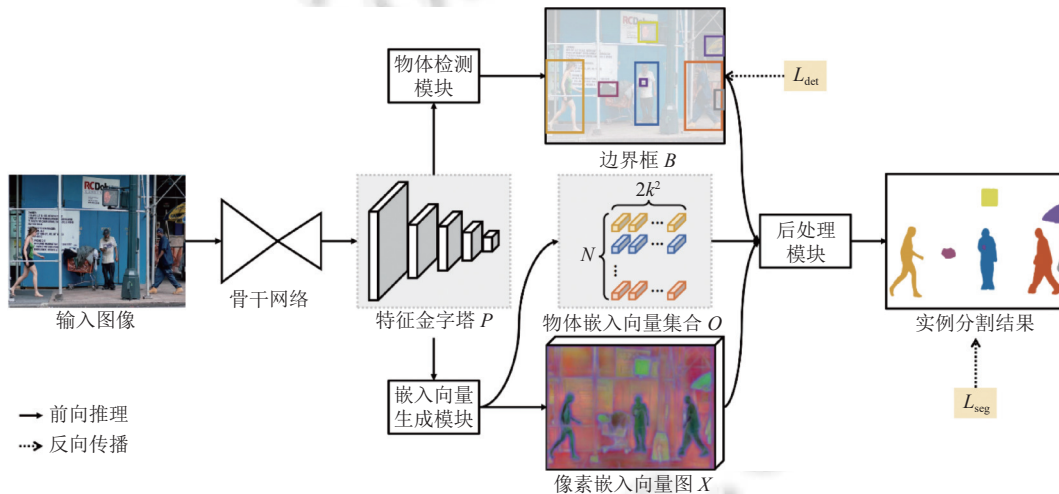 物体检测
模块
L_det
边界框 B
2k²
N
RCDo
输入图像
骨干网络
特征金字塔 P
物体嵌入向量集合 O
后处理
模块
实例分割结果
嵌入向量
生成模块
像素嵌入向量图 X
L_seg
前向推理
反向传播